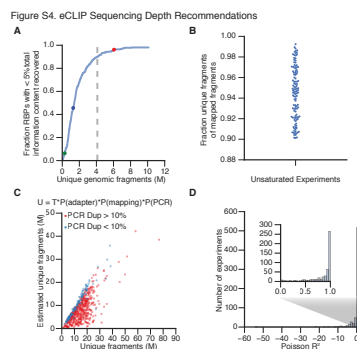 Figure S4. eCLIP Sequencing Depth Recommendations
A
Fraction RBPs with < 5% total
information content recovered
1.0
0.8
0.6
0.4
0.2
0.0
0 2 4 6 8 10 12
Unique genomic fragments (M)
B
Fraction unique fragments
of mapped fragments
1.00
0.98
0.96
0.94
0.92
0.90
0.88
Unsaturated Experiments
C
U = T*P(adapter)*P(mapping)*P(PCR)
PCR Dup > 10%
PCR Dup < 10%
Estimated unique fragments (M)
50
40
30
20
10
0
0 10 20 30 40 50 60 70 80 90
Unique fragments (M)
D
Number of experiments
600
500
400
300
200
100
0
300
250
200
150
100
50
0
0.0 0.5 1.0
−60 −50 −40 −30 −20 −10 0
Poisson R²